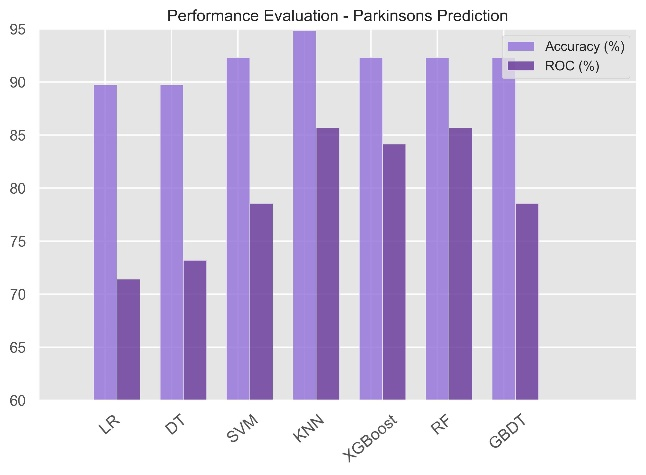 Performance Evaluation - Parkinsons Prediction
Accuracy (%)
ROC (%)
95
90
85
80
75
70
65
60
LR
DT
SVM
KNN
XGBoost
RF
GBDT